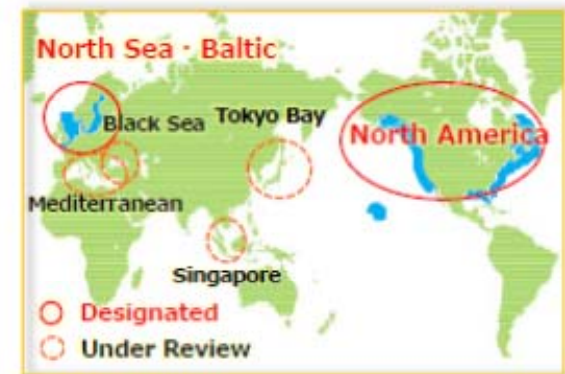 North Sea · Baltic
Black Sea
Tokyo Bay
North America
Mediterranean
Singapore
Designated
Under Review